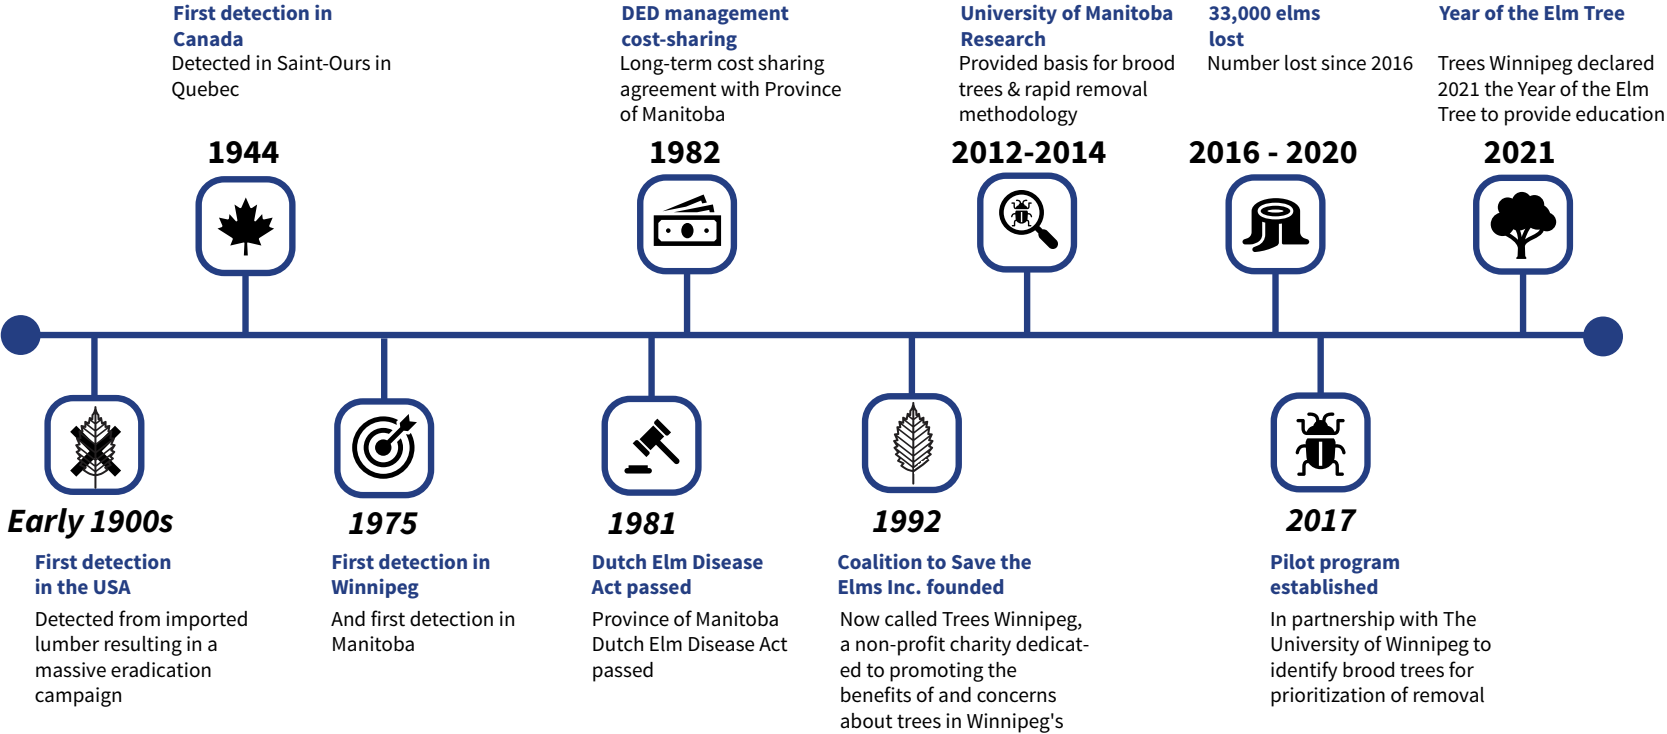 First detection in
Canada
Detected in Saint-Ours in
Quebec
1944
DED management
cost-sharing
Long-term cost sharing
agreement with Province
of Manitoba
1982
University of Manitoba
Research
Provided basis for brood
trees & rapid removal
methodology
2012-2014
33,000 elms
lost
Number lost since 2016
2016 - 2020
Year of the Elm Tree
Trees Winnipeg declared
2021 the Year of the Elm
Tree to provide education
2021
Early 1900s
First detection
in the USA
Detected from imported
lumber resulting in a
massive eradication
campaign
1975
First detection in
Winnipeg
And first detection in
Manitoba
1981
Dutch Elm Disease
Act passed
Province of Manitoba
Dutch Elm Disease Act
passed
1992
Coalition to Save the
Elms Inc. founded
Now called Trees Winnipeg,
a non-profit charity dedicat-
ed to promoting the
benefits of and concerns
about trees in Winnipeg's
2017
Pilot program
established
In partnership with The
University of Winnipeg to
identify brood trees for
prioritization of removal